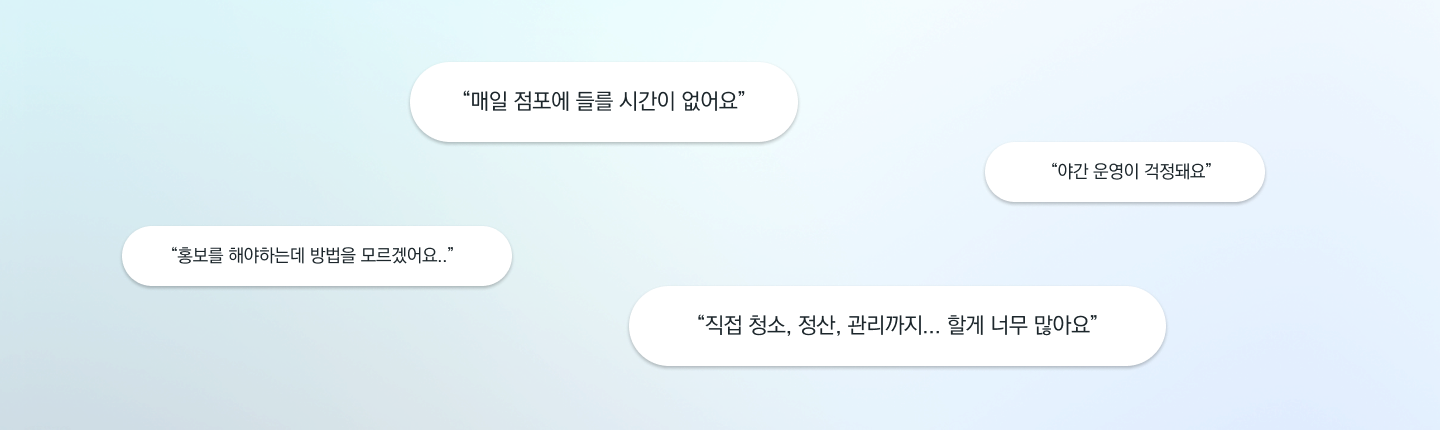 “매일 점포에 들를 시간이 없어요”
“야간 운영이 걱정돼요”
“홍보를 해야하는데 방법을 모르겠어요..”
“직접 청소, 정산, 관리까지... 할게 너무 많아요”